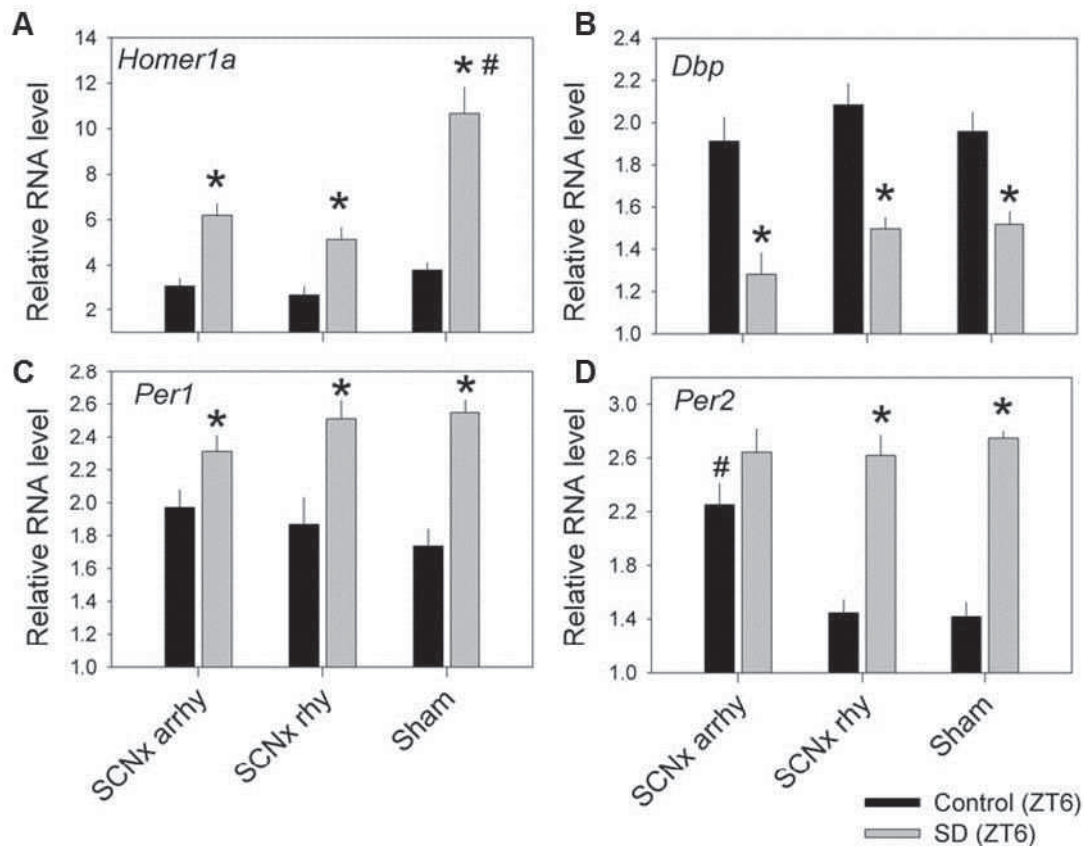 A
Homer1a
Relative RNA level
14
12
10
8
6
4
2
*
*
* #
B
Dbp
Relative RNA level
2.4
2.2
2.0
1.8
1.6
1.4
1.2
1.0
*
*
*
C
Per1
Relative RNA level
2.8
2.6
2.4
2.2
2.0
1.8
1.6
1.4
1.2
1.0
*
*
*
SCNx arrhy
SCNx rhy
Sham
D
Per2
Relative RNA level
3.0
2.6
2.2
1.8
1.4
1.0
#
*
*
SCNx arrhy
SCNx rhy
Sham
Control (ZT6)
SD (ZT6)